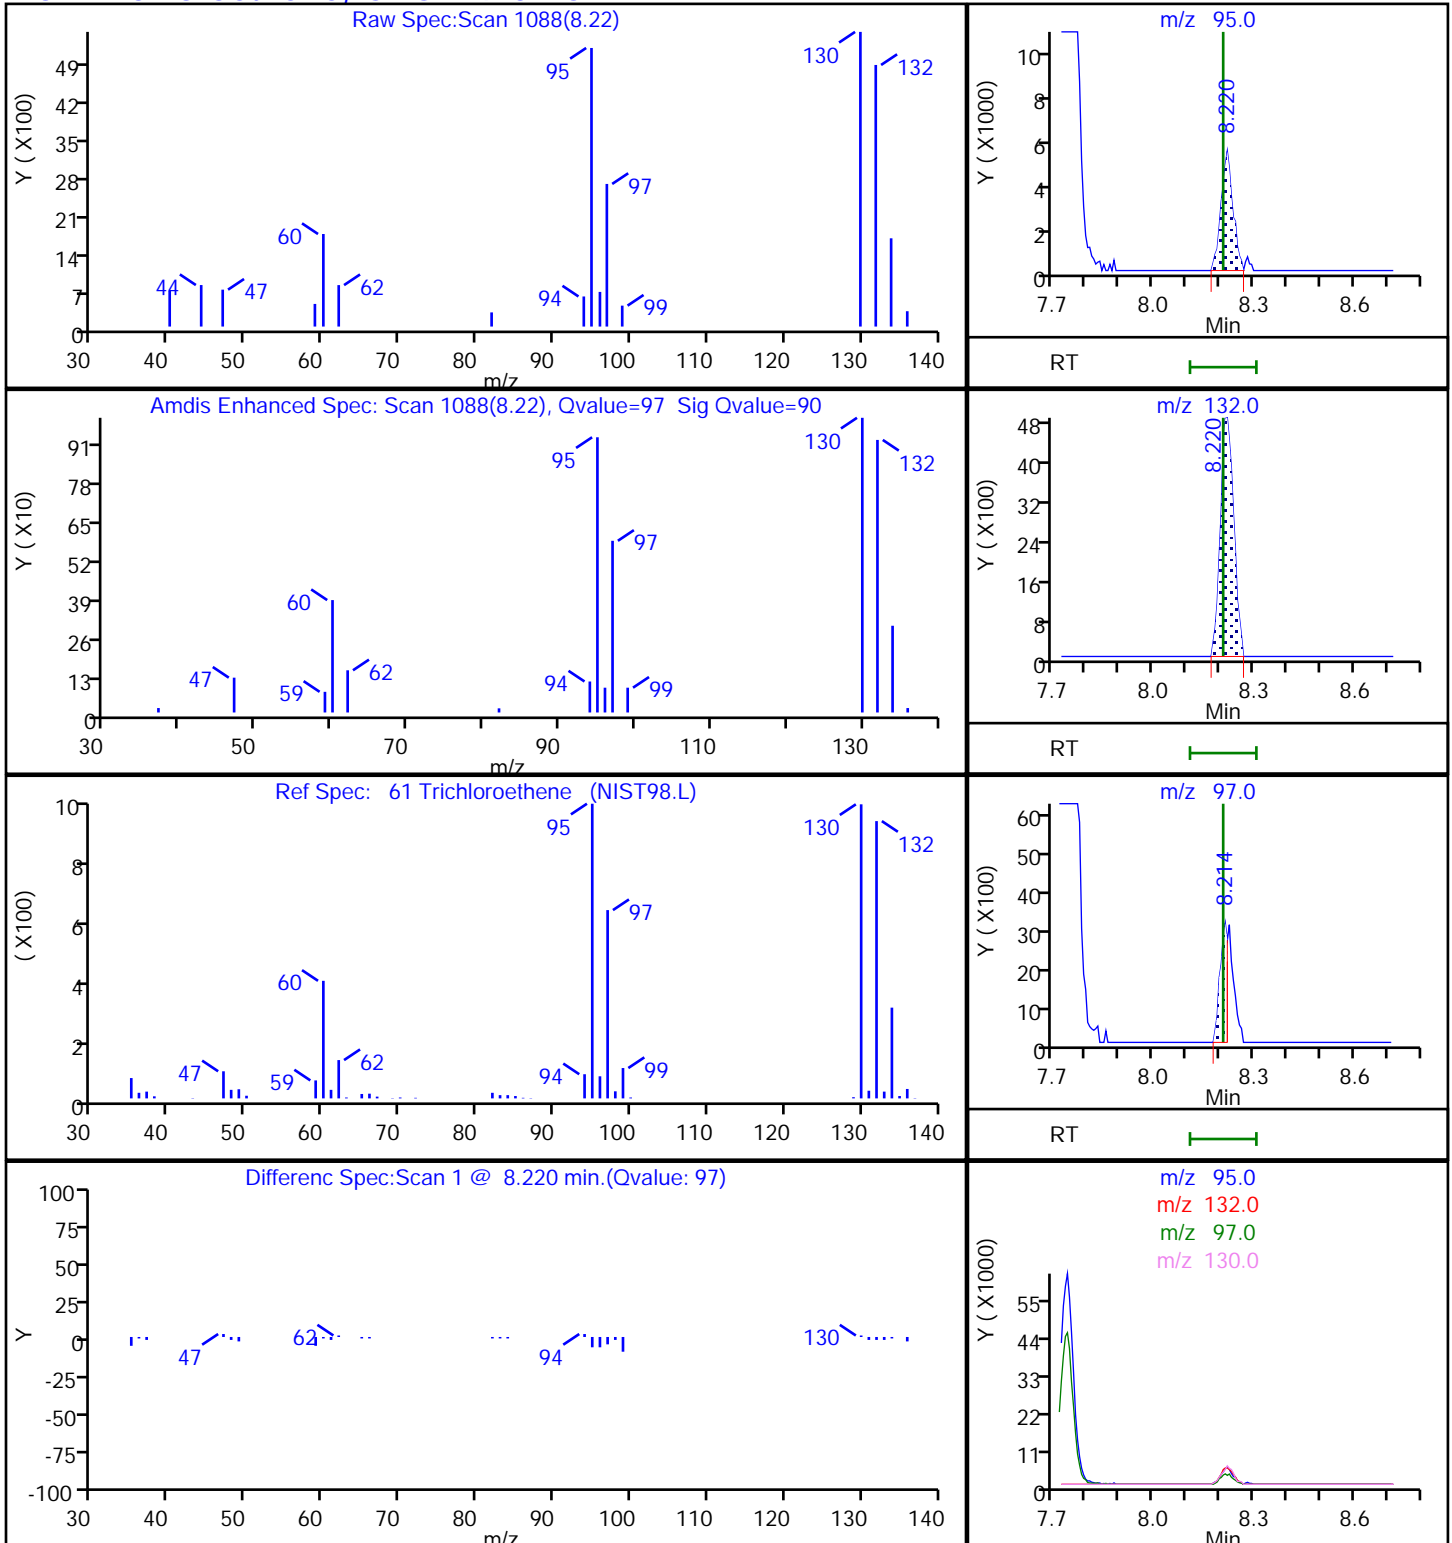 Raw Spec:Scan 1088(8.22)
Y ( X100)
49
42
35
28
21
14
7
0
44
47
60
62
94
95
97
99
130
132
30 40 50 60 70 80 90 100 110 120 130 140
m/z
m/z 95.0
Y ( X1000)
10
8
6
4
2
0
8.220
7.7 8.0 8.3 8.6
Min
RT
Amdis Enhanced Spec: Scan 1088(8.22), Qvalue=97 Sig Qvalue=90
Y ( X10)
91
78
65
52
39
26
13
0
47
59
60
62
94
95
97
99
130
132
30 50 70 90 110 130
m/z
m/z 132.0
Y ( X100)
48
40
32
24
16
8
0
8.220
7.7 8.0 8.3 8.6
Min
RT
Ref Spec: 61 Trichloroethene (NIST98.L)
( X100)
10
8
6
4
2
0
47
59
60
62
94
95
97
99
130
132
30 40 50 60 70 80 90 100 110 120 130 140
m/z 97.0
Y ( X100)
60
50
40
30
20
10
0
8.214
7.7 8.0 8.3 8.6
Min
RT
Differenc Spec:Scan 1 @ 8.220 min.(Qvalue: 97)
Y
100
75
50
25
0
-25
-50
-75
-100
47
62
94
130
30 40 50 60 70 80 90 100 110 120 130 140
m/z
m/z 95.0
m/z 132.0
m/z 97.0
m/z 130.0
Y ( X1000)
55
44
33
22
11
0
7.7 8.0 8.3 8.6
Min